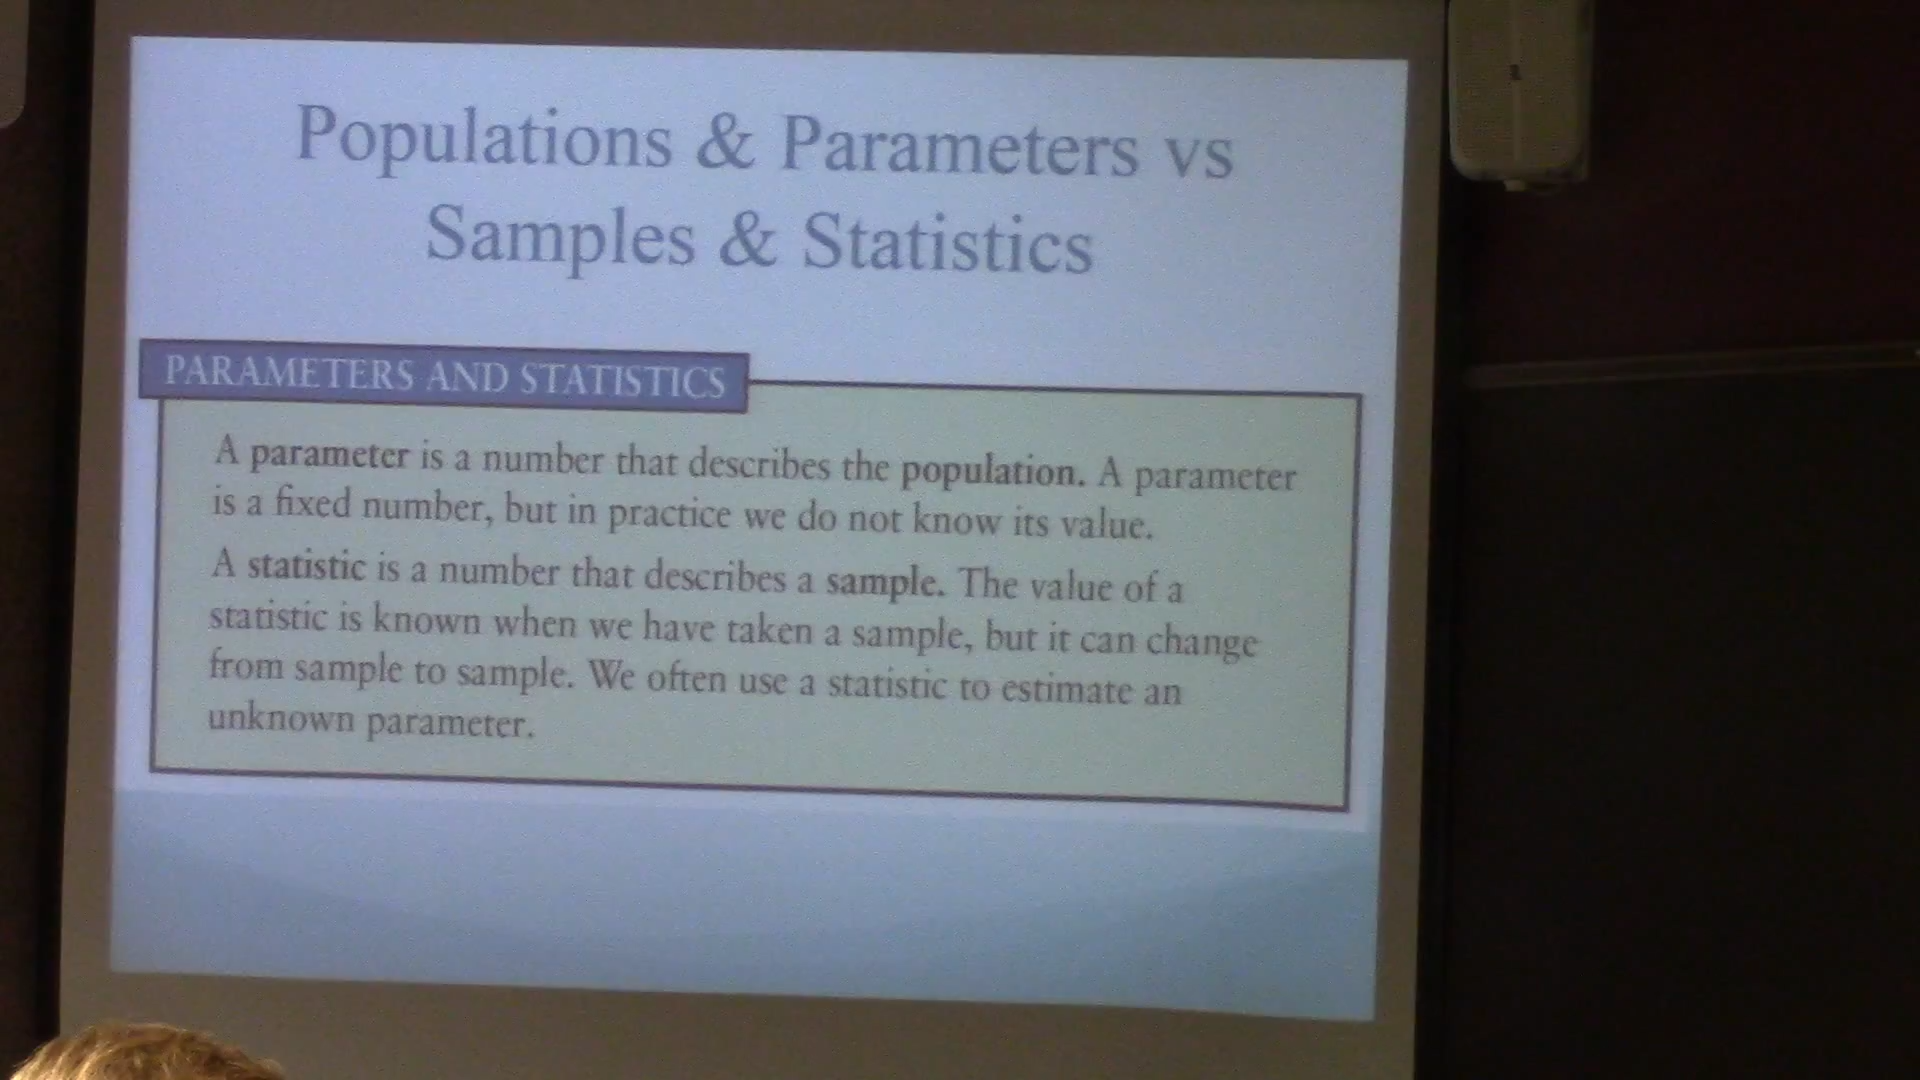 Populations & Parameters vs
Samples & Statistics
PARAMETERS AND STATISTICS
A parameter is a number that describes the population. A parameter
is a fixed number, but in practice we do not know its value.
A statistic is a number that describes a sample. The value of a
statistic is known when we have taken a sample, but it can change
from sample to sample. We often use a statistic to estimate an
unknown parameter.